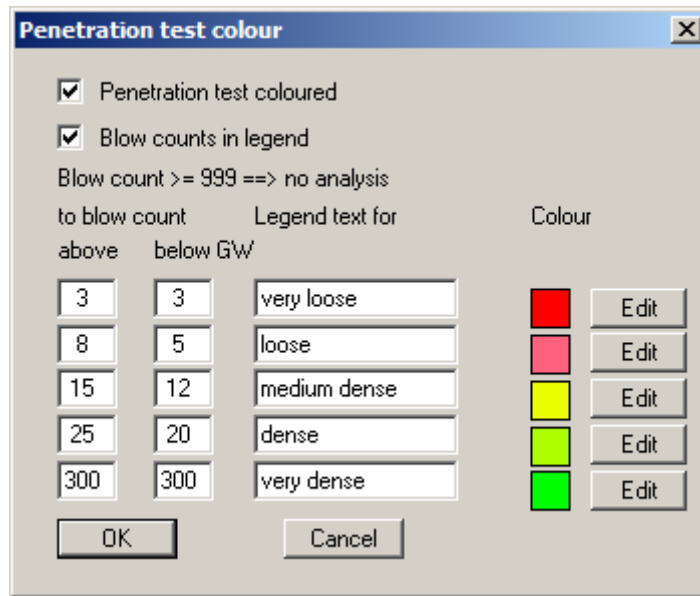 Penetration test colour
Penetration test coloured
Blow counts in legend
Blow count >= 999 ==> no analysis
to blow count Legend text for Colour
above below GW
3 3 very loose Edit
8 5 loose Edit
15 12 medium dense Edit
25 20 dense Edit
300 300 very dense Edit
OK Cancel